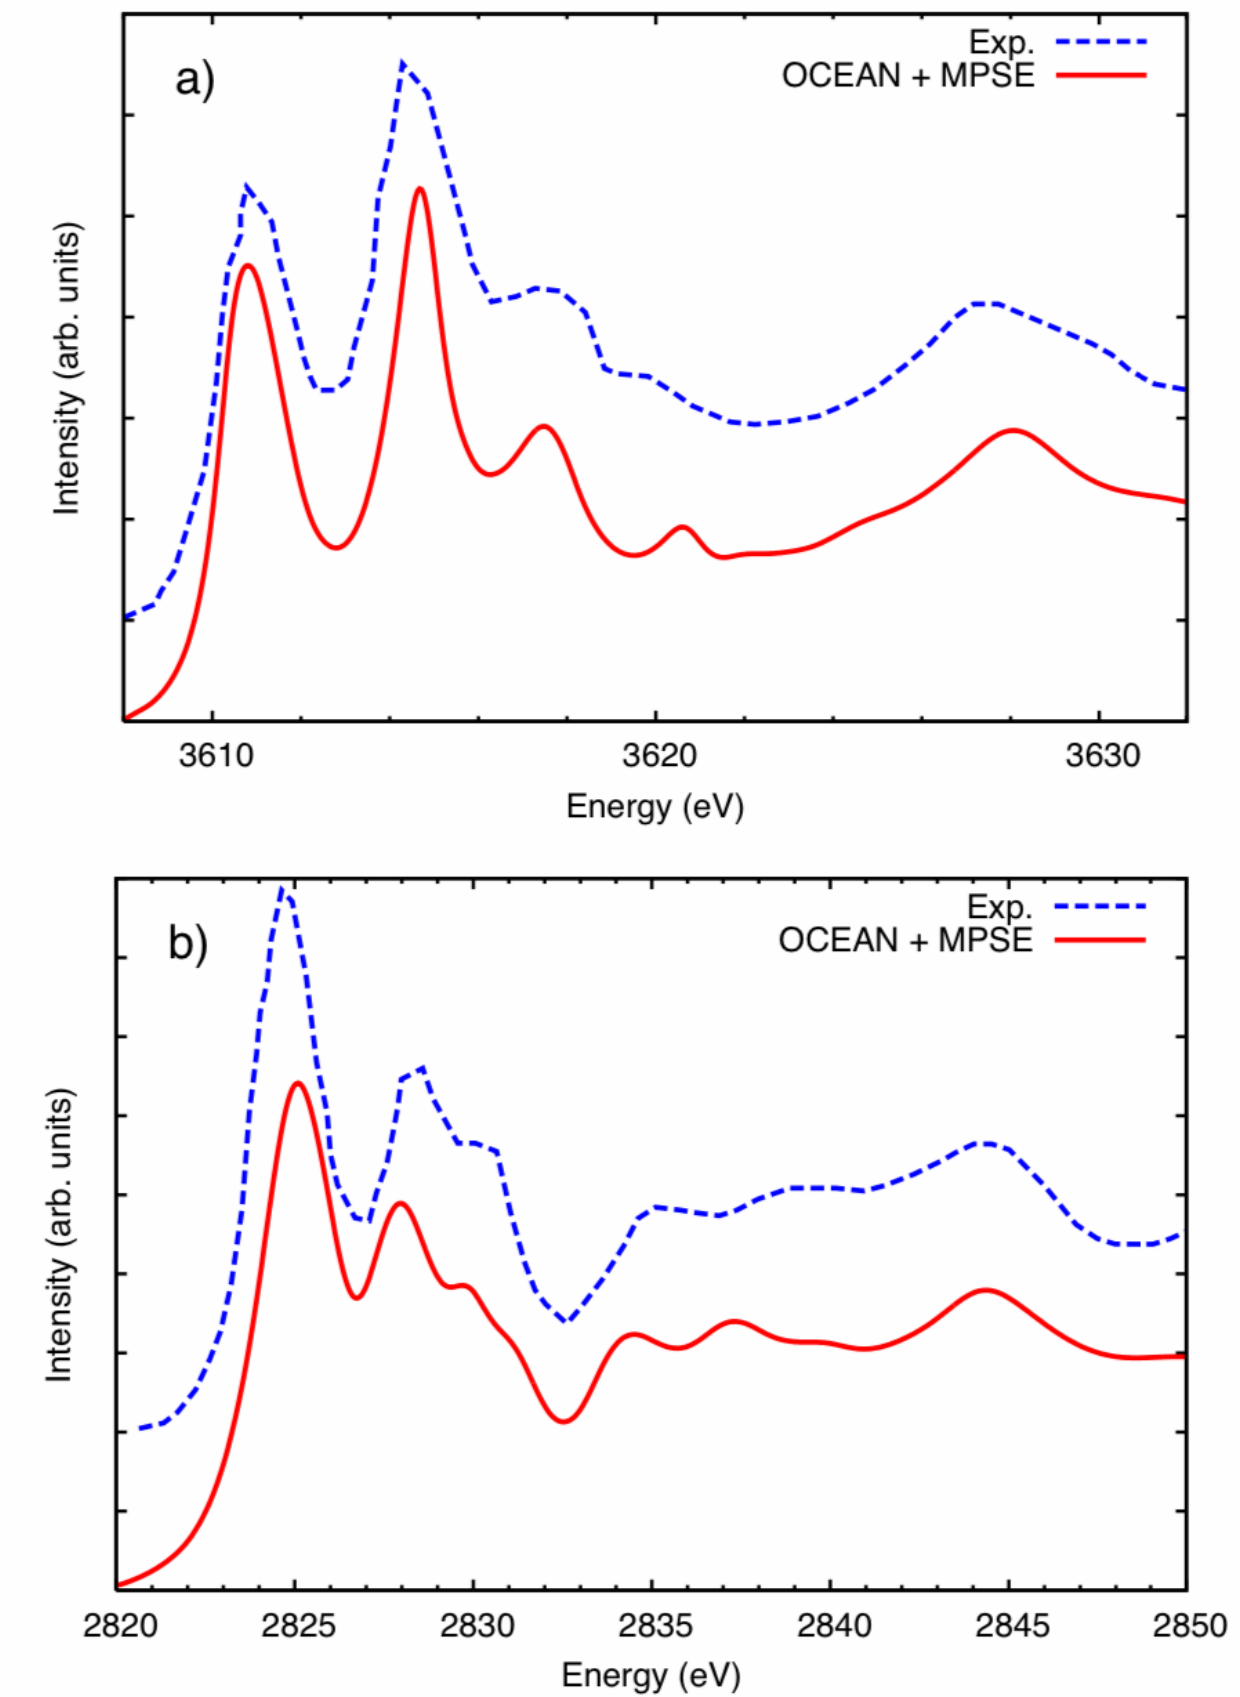 a)
Exp.
OCEAN + MPSE
Intensity (arb. units)
3610 3620 3630
Energy (eV)
b)
Exp.
OCEAN + MPSE
Intensity (arb. units)
2820 2825 2830 2835 2840 2845 2850
Energy (eV)